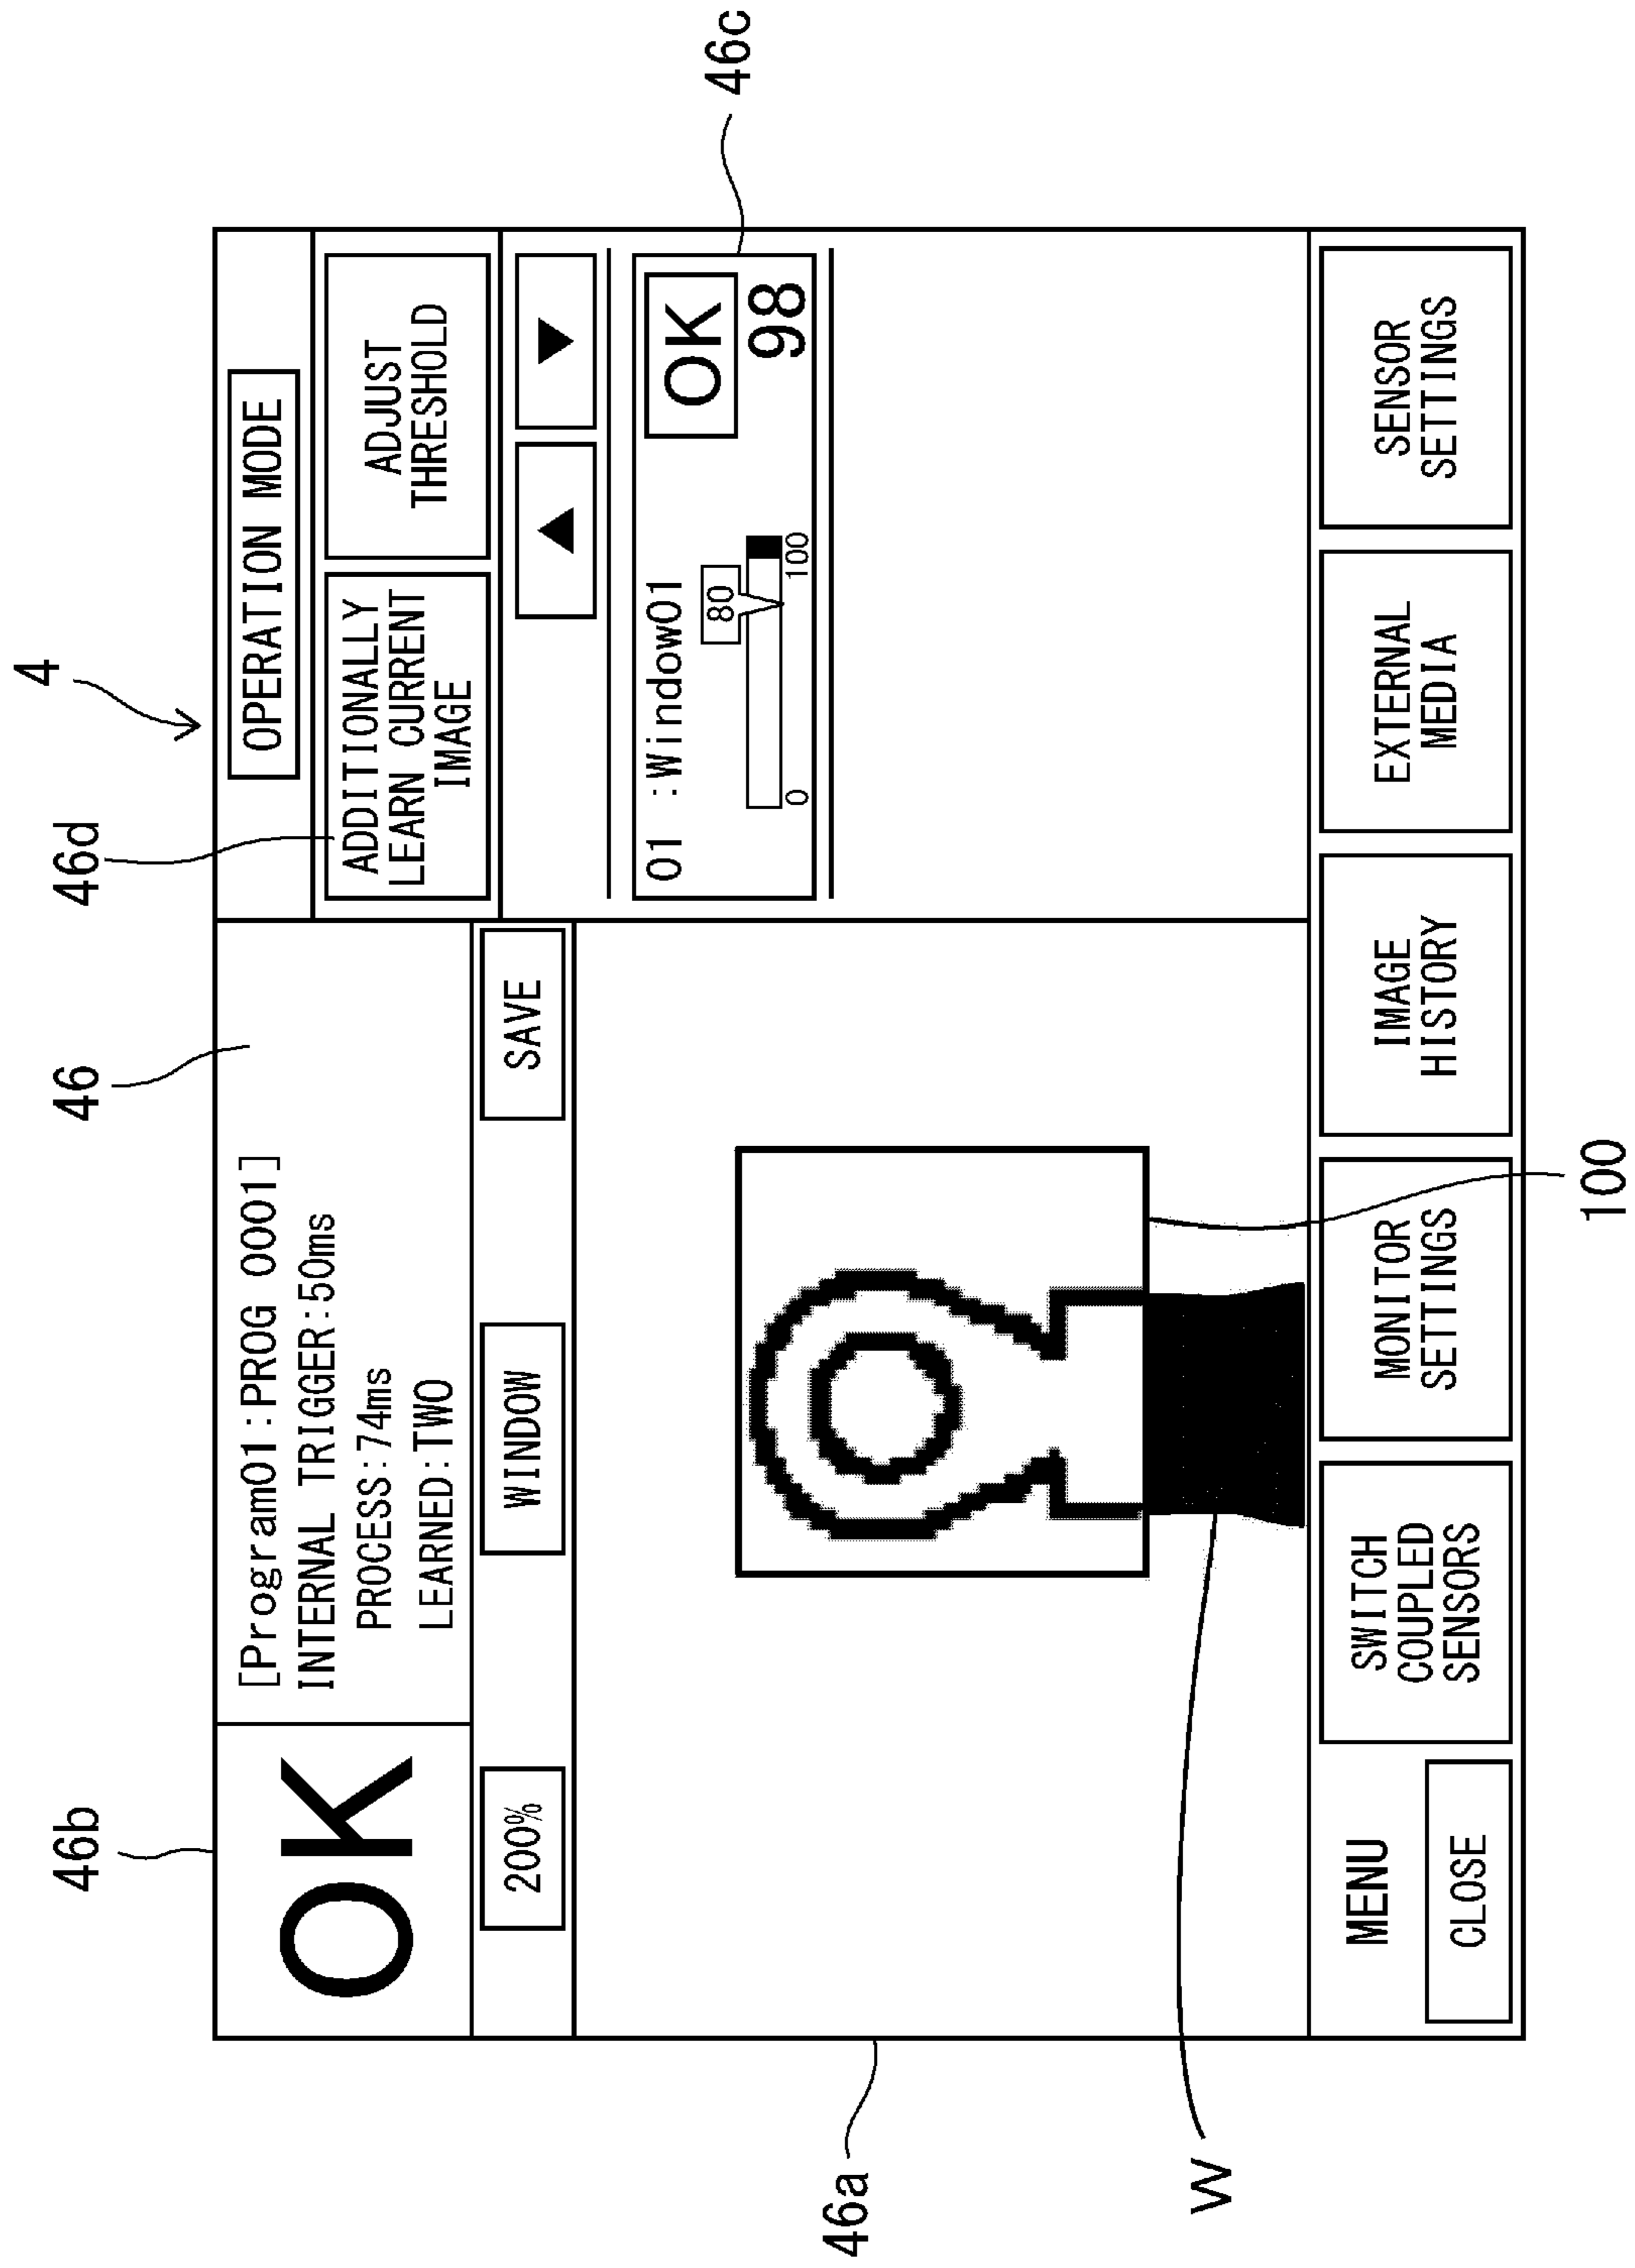 4
46d
46
46b
OPERATION MODE
OK
[Program01:PROG 0001]
INTERNAL TRIGGER:50ms
PROCESS:74ms
LEARNED:TWO
ADDITIONALLY
LEARN CURRENT
IMAGE
ADJUST
THRESHOLD
200%
WINDOW
SAVE
▲
▼
46c
01 :Window01
OK
80
98
0
100
46a
W
100
MENU
CLOSE
SWITCH
COUPLED
SENSORS
MONITOR
SETTINGS
IMAGE
HISTORY
EXTERNAL
MEDIA
SENSOR
SETTINGS